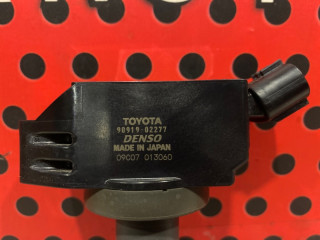 TOYOTA
90919-02277
DENSO
MADE IN JAPAN
09C07 013060